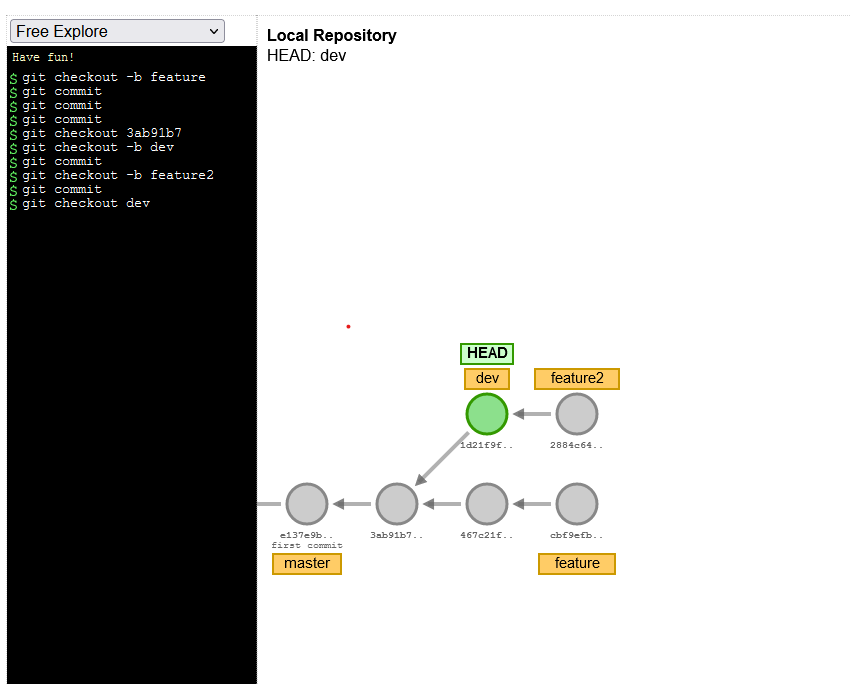 Free Explore
Have fun!
$ git checkout -b feature
$ git commit
$ git commit
$ git commit
$ git checkout 3ab91b7
$ git checkout -b dev
$ git commit
$ git checkout -b feature2
$ git commit
$ git checkout dev
Local Repository
HEAD: dev
HEAD
dev
feature2
1d21f9f..
2884c64..
e137e9b..
first commit
3ab91b7..
467c21f..
cbf9efb..
master
feature